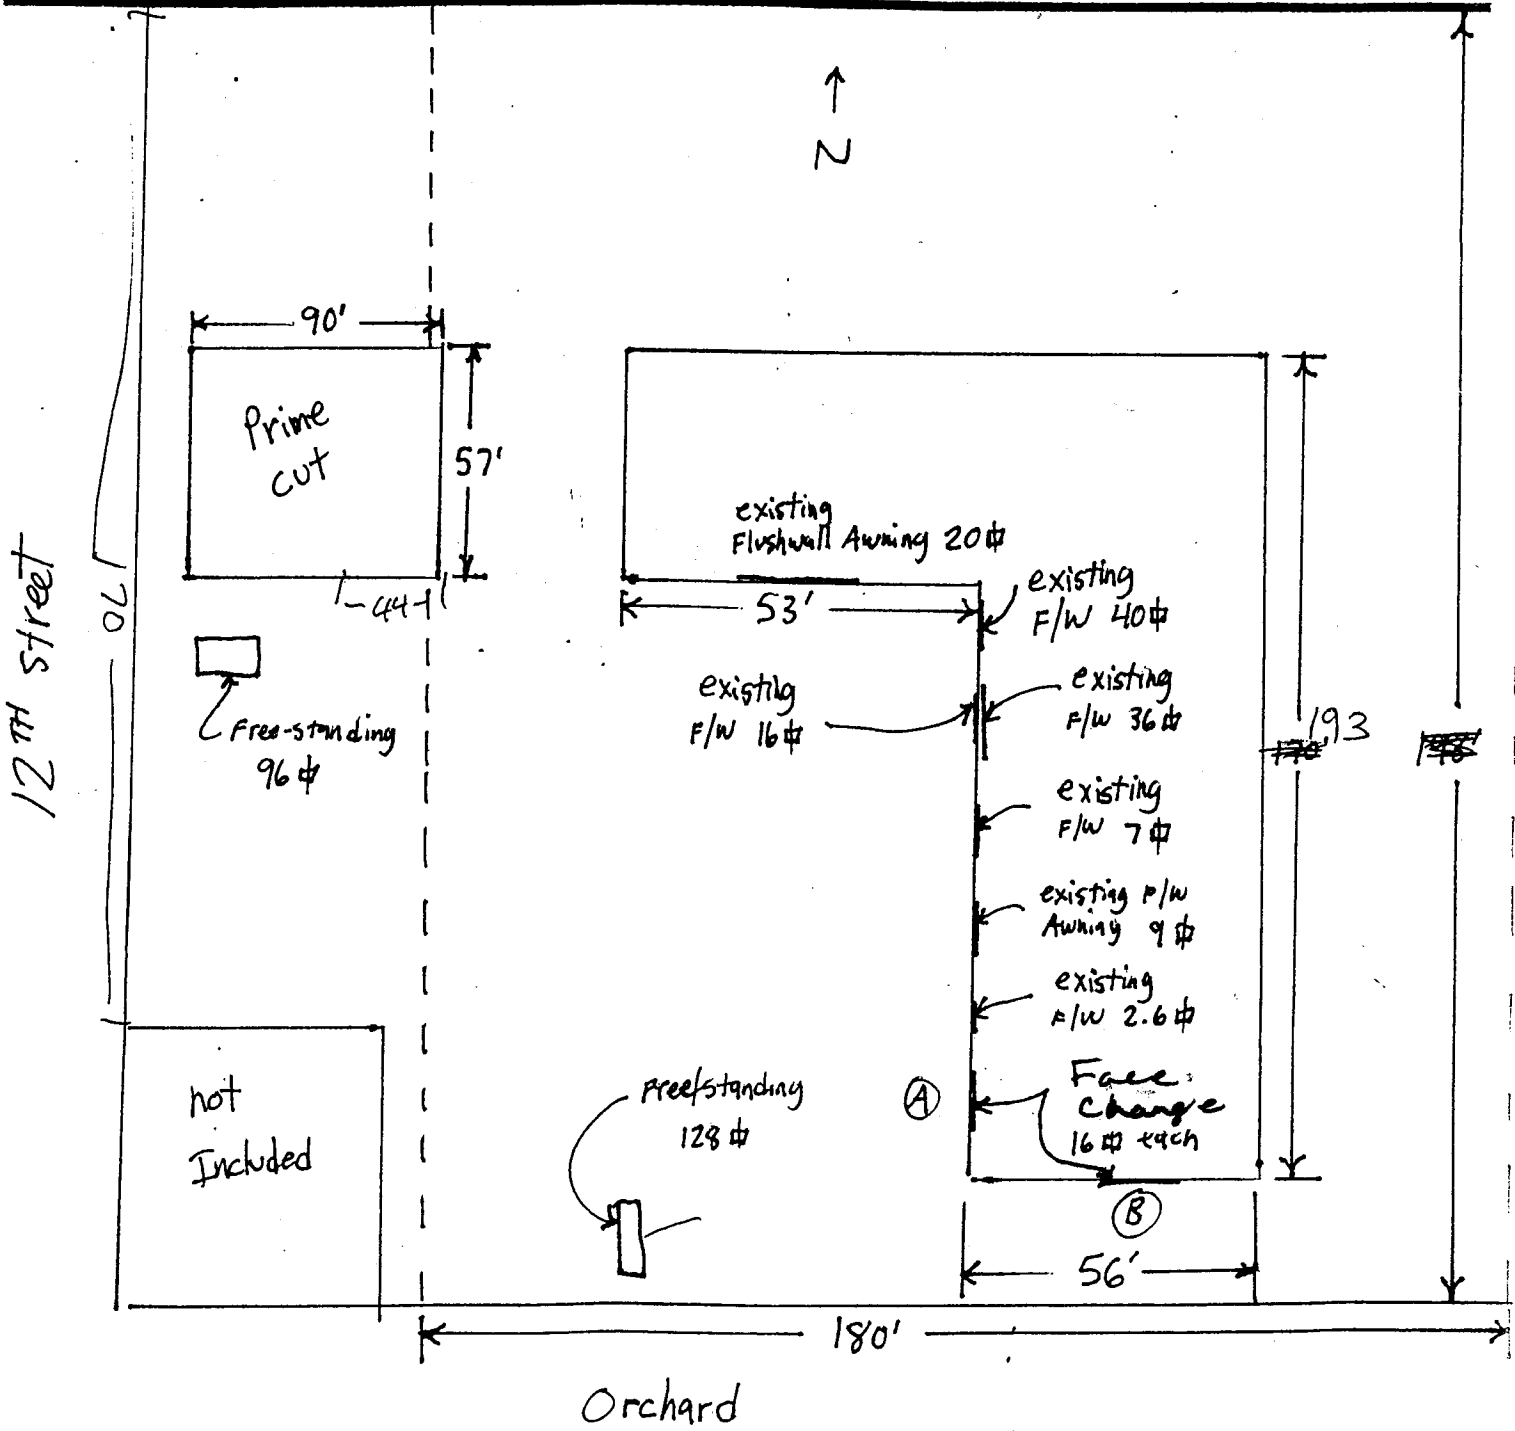 N
90'
Prime
cut
57'
12TH street
170
-44-
Free-standing
96 ⌷
existing
Flushwall Awning 20 ⌷
53'
existing
F/W 40 ⌷
existing
F/W 16 ⌷
existing
F/W 36 ⌷
193
existing
F/W 7 ⌷
existing F/W
Awning 9 ⌷
existing
F/W 2.6 ⌷
Face
Change
16 ⌷ each
A
B
Free/standing
128 ⌷
not
Included
56'
180'
Orchard